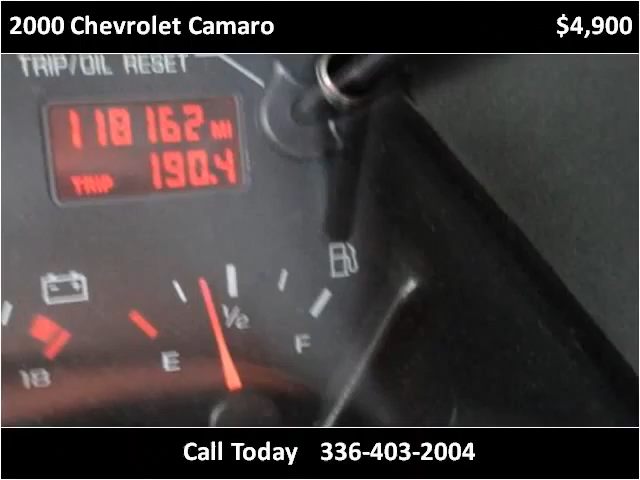 2000 Chevrolet Camaro $4,900
TRIP/OIL RESET
118162 MI
TRIP 190.4
1/2
E F
18
Call Today 336-403-2004